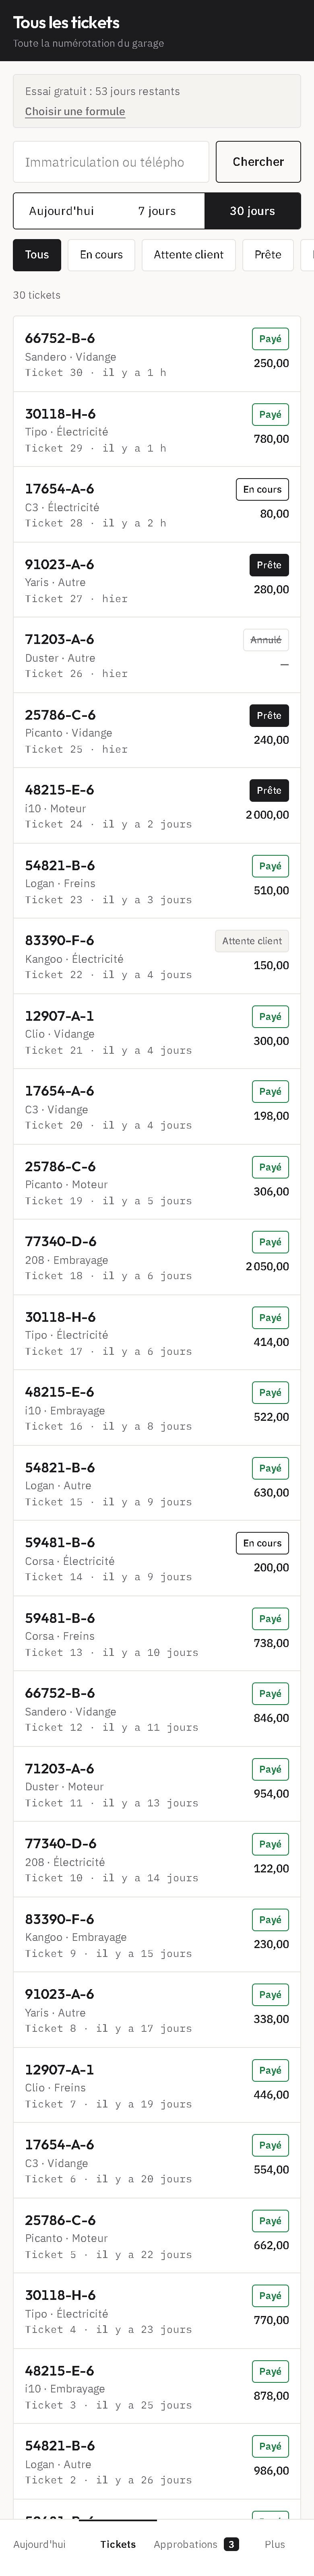 Tous les tickets
Toute la numérotation du garage
Essai gratuit : 53 jours restants
Choisir une formule
Immatriculation ou télépho
Chercher
Aujourd'hui 7 jours 30 jours
Tous En cours Attente client Prête
30 tickets
66752-B-6 Payé
Sandero · Vidange 250,00
Ticket 30 · il y a 1 h
30118-H-6 Payé
Tipo · Électricité 780,00
Ticket 29 · il y a 1 h
17654-A-6 En cours
C3 · Électricité 80,00
Ticket 28 · il y a 2 h
91023-A-6 Prête
Yaris · Autre 280,00
Ticket 27 · hier
71203-A-6 Annulé
Duster · Autre —
Ticket 26 · hier
25786-C-6 Prête
Picanto · Vidange 240,00
Ticket 25 · hier
48215-E-6 Prête
i10 · Moteur 2 000,00
Ticket 24 · il y a 2 jours
54821-B-6 Payé
Logan · Freins 510,00
Ticket 23 · il y a 3 jours
83390-F-6 Attente client
Kangoo · Électricité 150,00
Ticket 22 · il y a 4 jours
12907-A-1 Payé
Clio · Vidange 300,00
Ticket 21 · il y a 4 jours
17654-A-6 Payé
C3 · Vidange 198,00
Ticket 20 · il y a 4 jours
25786-C-6 Payé
Picanto · Moteur 306,00
Ticket 19 · il y a 5 jours
77340-D-6 Payé
208 · Embrayage 2 050,00
Ticket 18 · il y a 6 jours
30118-H-6 Payé
Tipo · Électricité 414,00
Ticket 17 · il y a 6 jours
48215-E-6 Payé
i10 · Embrayage 522,00
Ticket 16 · il y a 8 jours
54821-B-6 Payé
Logan · Autre 630,00
Ticket 15 · il y a 9 jours
59481-B-6 En cours
Corsa · Électricité 200,00
Ticket 14 · il y a 9 jours
59481-B-6 Payé
Corsa · Freins 738,00
Ticket 13 · il y a 10 jours
66752-B-6 Payé
Sandero · Vidange 846,00
Ticket 12 · il y a 11 jours
71203-A-6 Payé
Duster · Moteur 954,00
Ticket 11 · il y a 13 jours
77340-D-6 Payé
208 · Électricité 122,00
Ticket 10 · il y a 14 jours
83390-F-6 Payé
Kangoo · Embrayage 230,00
Ticket 9 · il y a 15 jours
91023-A-6 Payé
Yaris · Autre 338,00
Ticket 8 · il y a 17 jours
12907-A-1 Payé
Clio · Freins 446,00
Ticket 7 · il y a 19 jours
17654-A-6 Payé
C3 · Vidange 554,00
Ticket 6 · il y a 20 jours
25786-C-6 Payé
Picanto · Moteur 662,00
Ticket 5 · il y a 22 jours
30118-H-6 Payé
Tipo · Électricité 770,00
Ticket 4 · il y a 23 jours
48215-E-6 Payé
i10 · Embrayage 878,00
Ticket 3 · il y a 25 jours
54821-B-6 Payé
Logan · Autre 986,00
Ticket 2 · il y a 26 jours
Aujourd'hui Tickets Approbations 3 Plus